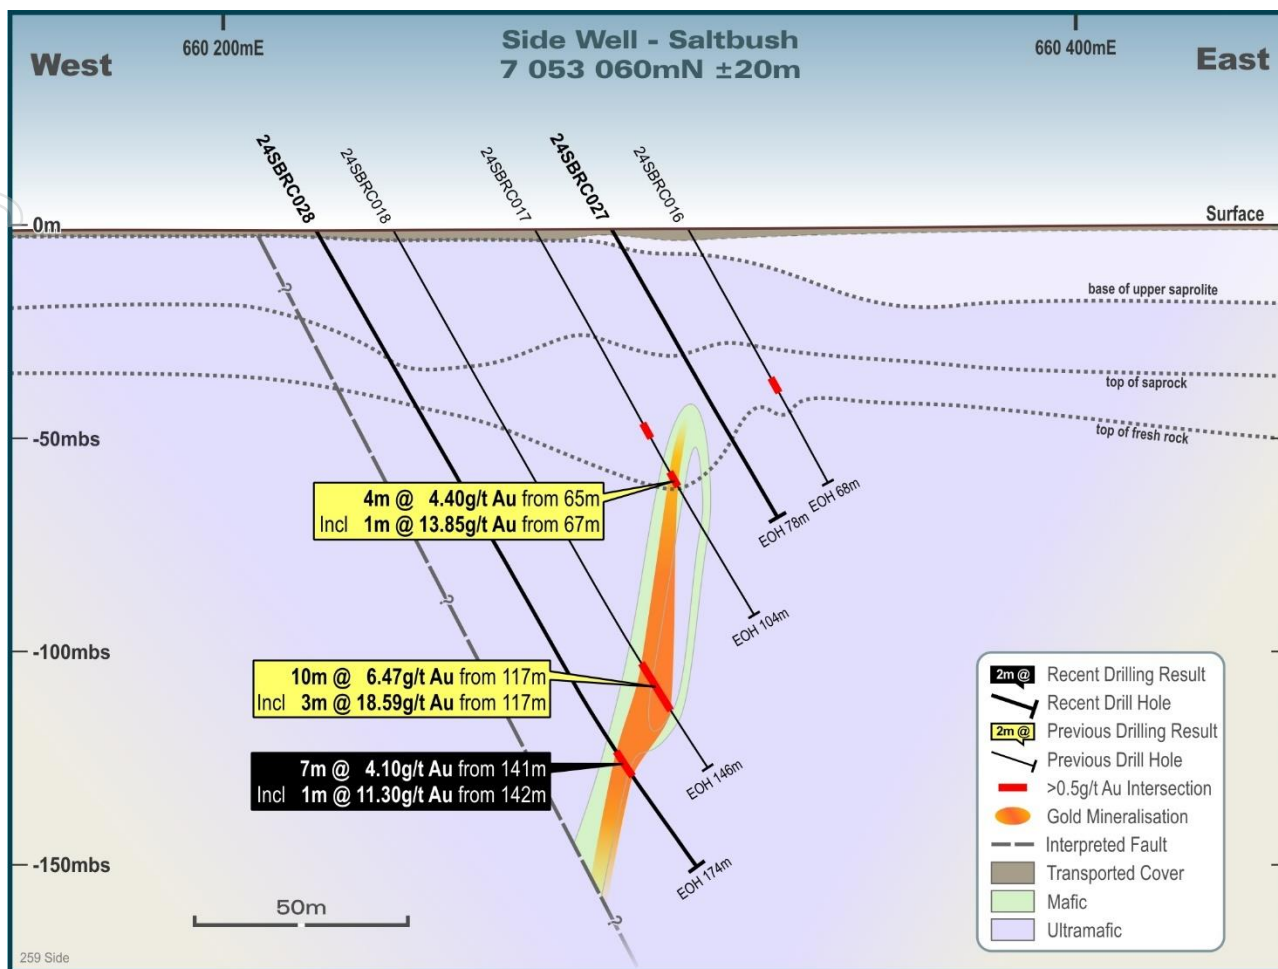 660 200mE
Side Well - Saltbush
7 053 060mN ±20m
660 400mE
West
East
24SBRC028
24SBRC018
24SBRC017
24SBRC027
24SBRC016
0m
Surface
base of upper saprolite
top of saprock
top of fresh rock
-50mbs
-100mbs
-150mbs
?
?
?
4m @ 4.40g/t Au from 65m
Incl 1m @ 13.85g/t Au from 67m
10m @ 6.47g/t Au from 117m
Incl 3m @ 18.59g/t Au from 117m
7m @ 4.10g/t Au from 141m
Incl 1m @ 11.30g/t Au from 142m
EOH 68m
EOH 78m
EOH 104m
EOH 146m
EOH 174m
50m
2m @ Recent Drilling Result
Recent Drill Hole
2m @ Previous Drilling Result
Previous Drill Hole
>0.5g/t Au Intersection
Gold Mineralisation
Interpreted Fault
Transported Cover
Mafic
Ultramafic
259 Side